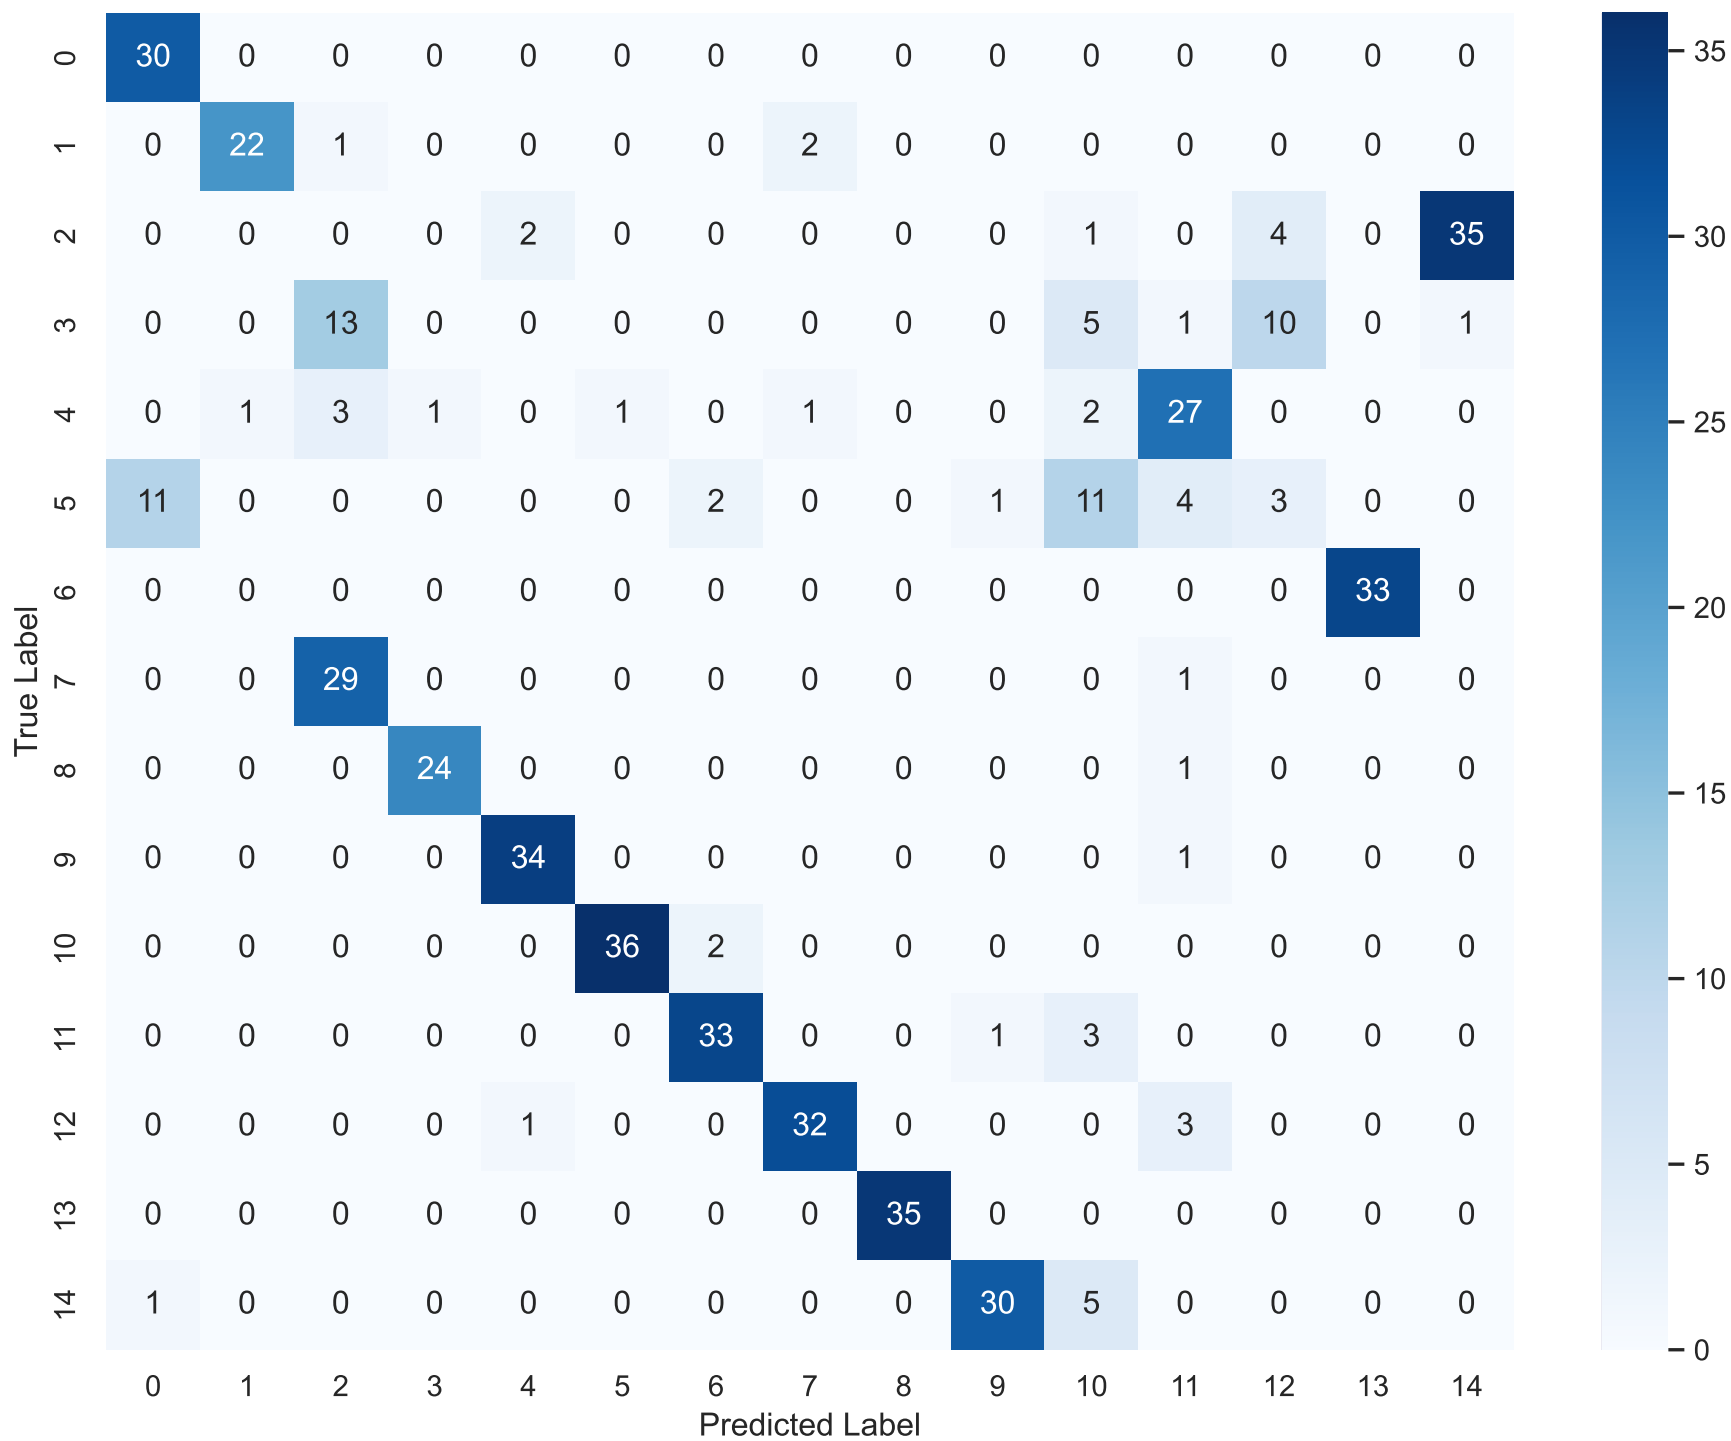 0 30 0 0 0 0 0 0 0 0 0 0 0 0 0 0
1 0 22 1 0 0 0 0 2 0 0 0 0 0 0 0
2 0 0 0 0 2 0 0 0 0 0 1 0 4 0 35
3 0 0 13 0 0 0 0 0 0 0 5 1 10 0 1
4 0 1 3 1 0 1 0 1 0 0 2 27 0 0 0
5 11 0 0 0 0 0 2 0 0 1 11 4 3 0 0
6 0 0 0 0 0 0 0 0 0 0 0 0 0 33 0
7 0 0 29 0 0 0 0 0 0 0 0 1 0 0 0
8 0 0 0 24 0 0 0 0 0 0 0 1 0 0 0
9 0 0 0 0 34 0 0 0 0 0 0 1 0 0 0
10 0 0 0 0 0 36 2 0 0 0 0 0 0 0 0
11 0 0 0 0 0 0 33 0 0 1 3 0 0 0 0
12 0 0 0 0 1 0 0 32 0 0 0 3 0 0 0
13 0 0 0 0 0 0 0 0 35 0 0 0 0 0 0
14 1 0 0 0 0 0 0 0 0 30 5 0 0 0 0
0 1 2 3 4 5 6 7 8 9 10 11 12 13 14
Predicted Label
True Label
35
30
25
20
15
10
5
0